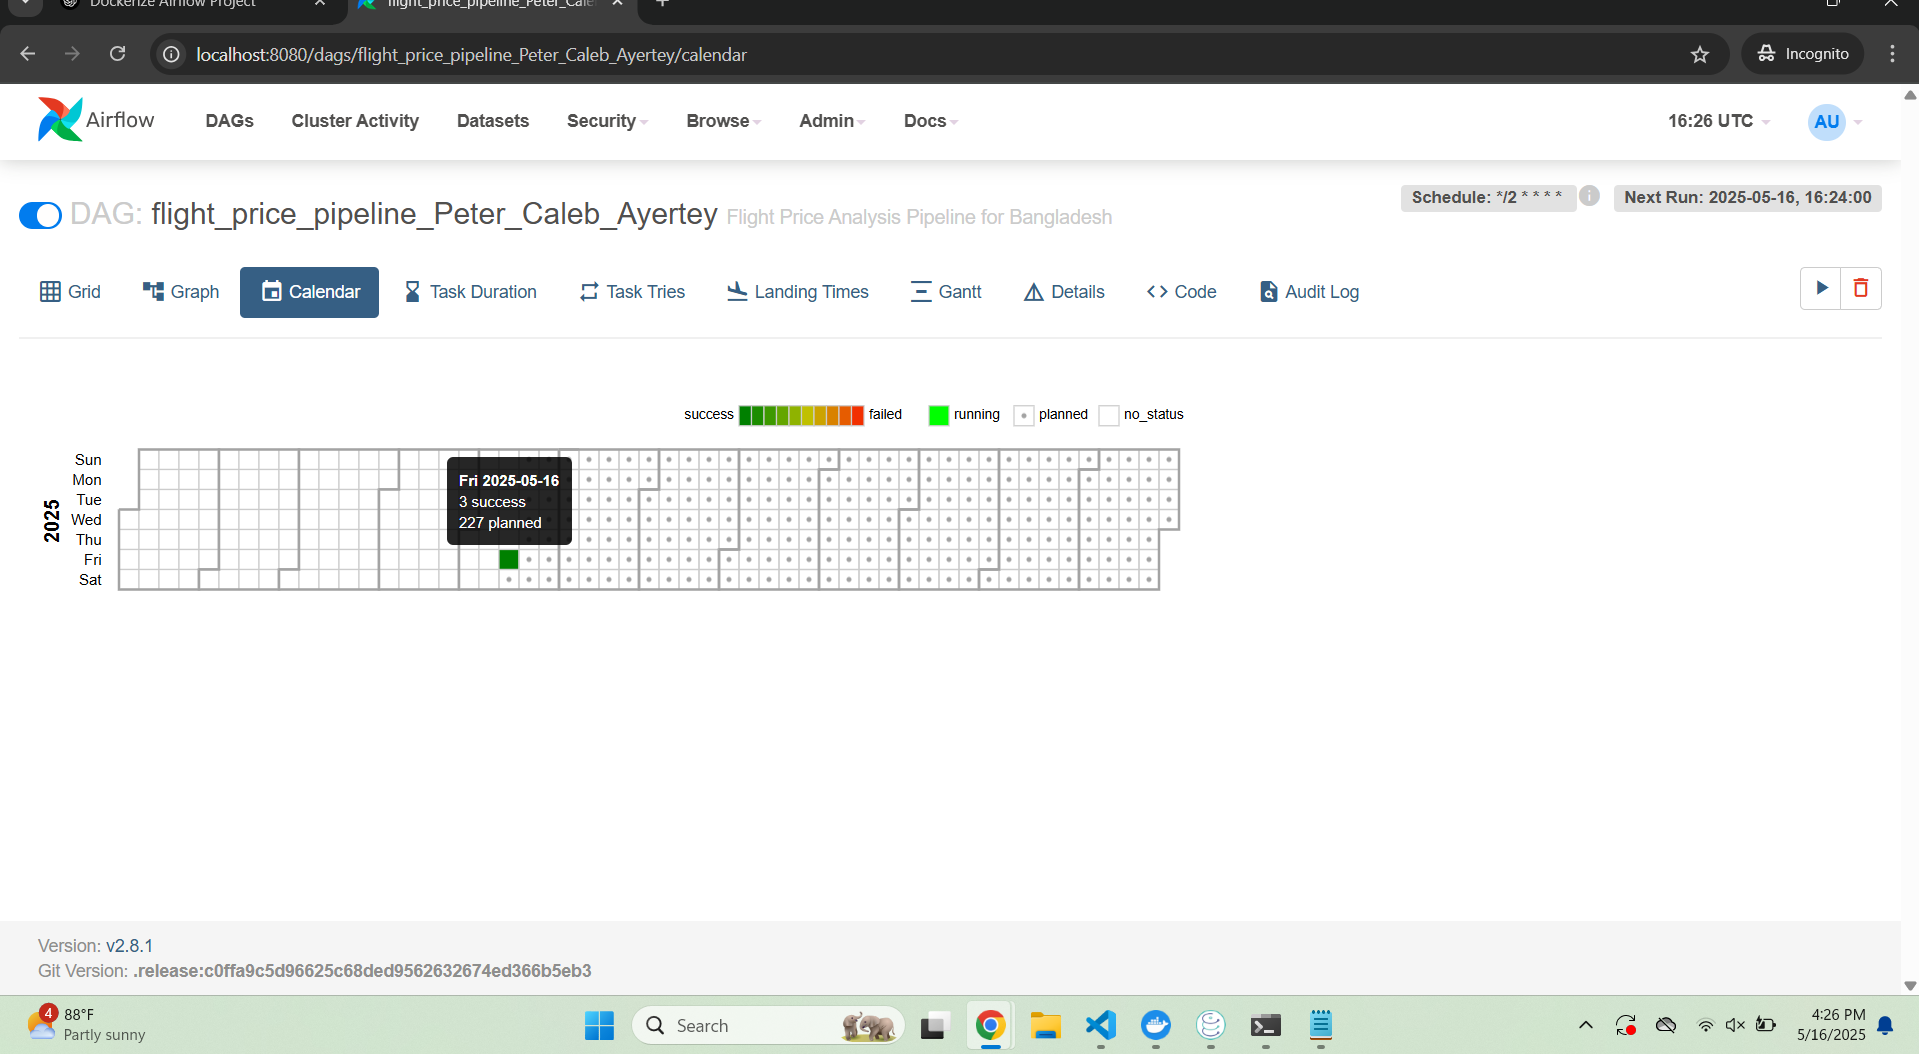 Dockerize Airflow Project
flight_price_pipeline_Peter_Cale
localhost:8080/dags/flight_price_pipeline_Peter_Caleb_Ayertey/calendar
Incognito
Airflow
DAGs
Cluster Activity
Datasets
Security
Browse
Admin
Docs
16:26 UTC
AU
DAG: flight_price_pipeline_Peter_Caleb_Ayertey Flight Price Analysis Pipeline for Bangladesh
Schedule: */2 * * * *
Next Run: 2025-05-16, 16:24:00
Grid
Graph
Calendar
Task Duration
Task Tries
Landing Times
Gantt
Details
Code
Audit Log
success
failed
running
planned
no_status
2025
Sun
Mon
Tue
Wed
Thu
Fri
Sat
Fri 2025-05-16
3 success
227 planned
Version: v2.8.1
Git Version: .release:c0ffa9c5d96625c68ded9562632674ed366b5eb3
4
88°F
Partly sunny
Search
4:26 PM
5/16/2025